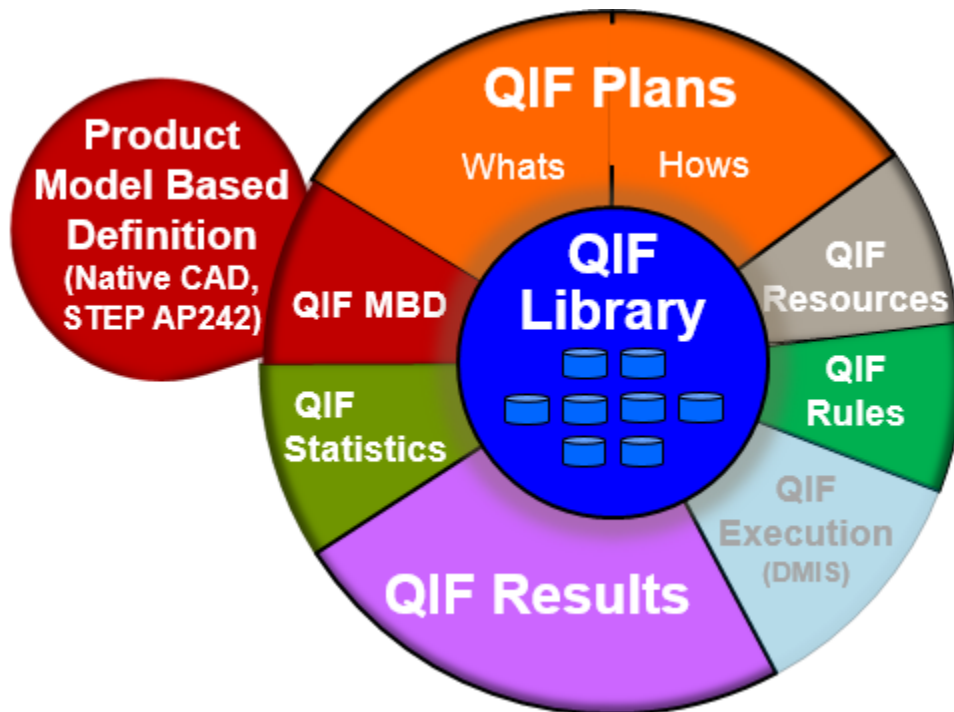 QIF Plans
Whats
Hows
Product
Model Based
Definition
(Native CAD,
STEP AP242)
QIF MBD
QIF
Library
QIF
Resources
QIF
Rules
QIF
Statistics
QIF
Execution
(DMIS)
QIF Results